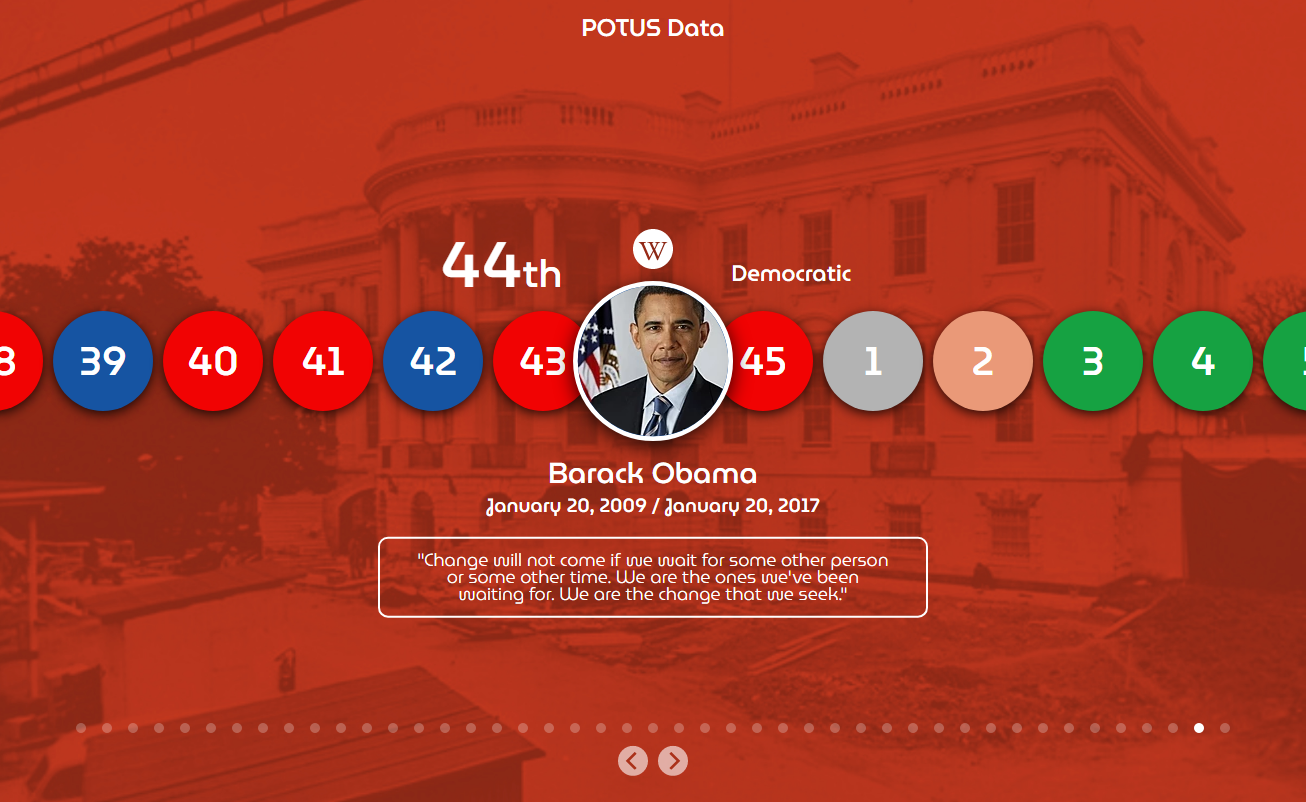 POTUS Data
44th
W
Democratic
8 39 40 41 42 43 45 1 2 3 4
Barack Obama
January 20, 2009 / January 20, 2017
"Change will not come if we wait for some other person
or some other time. We are the ones we've been
waiting for. We are the change that we seek."